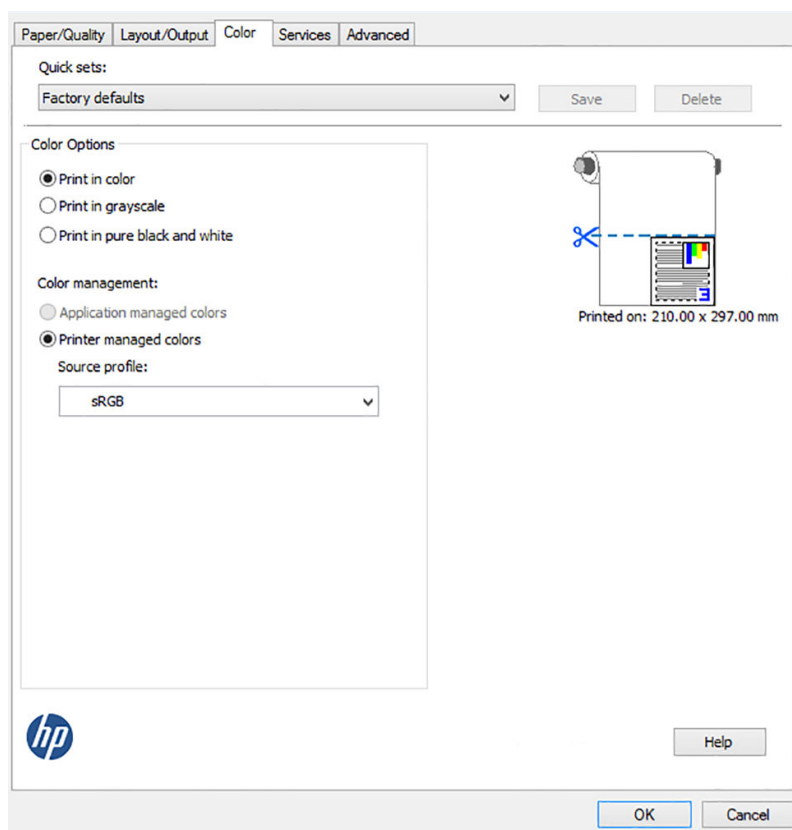 Paper/Quality Layout/Output Color Services Advanced
Quick sets:
Factory defaults Save Delete
Color Options
Print in color
Print in grayscale
Print in pure black and white
Color management:
Application managed colors
Printer managed colors
Source profile:
sRGB
E
Printed on: 210.00 x 297.00 mm
hp
Help
OK Cancel